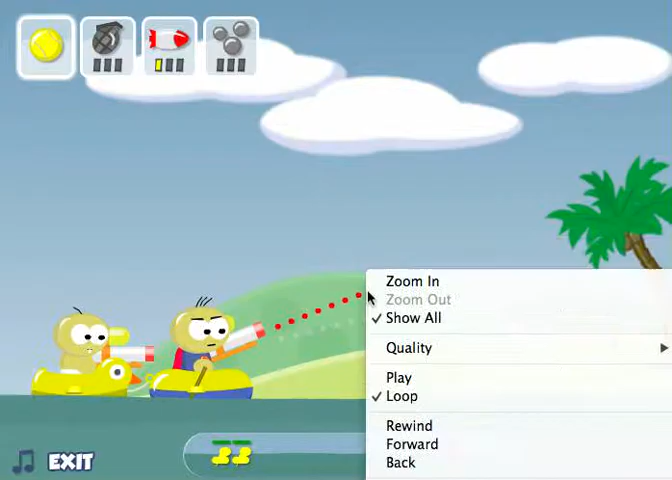 Zoom In
Zoom Out
Show All
Quality
Play
Loop
Rewind
Forward
Back
EXIT